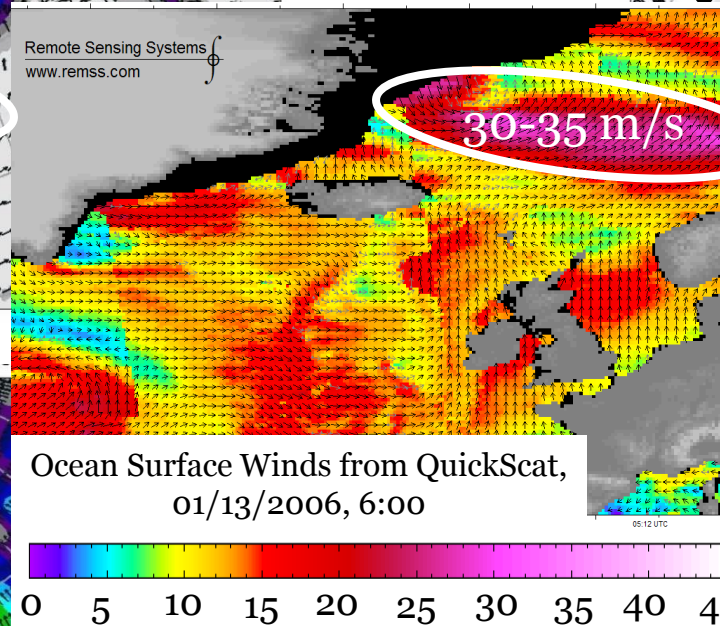 Remote Sensing Systems
www.remss.com
30-35 m/s
Ocean Surface Winds from QuickScat,
01/13/2006, 6:00
05:12 UTC
0 5 10 15 20 25 30 35 40